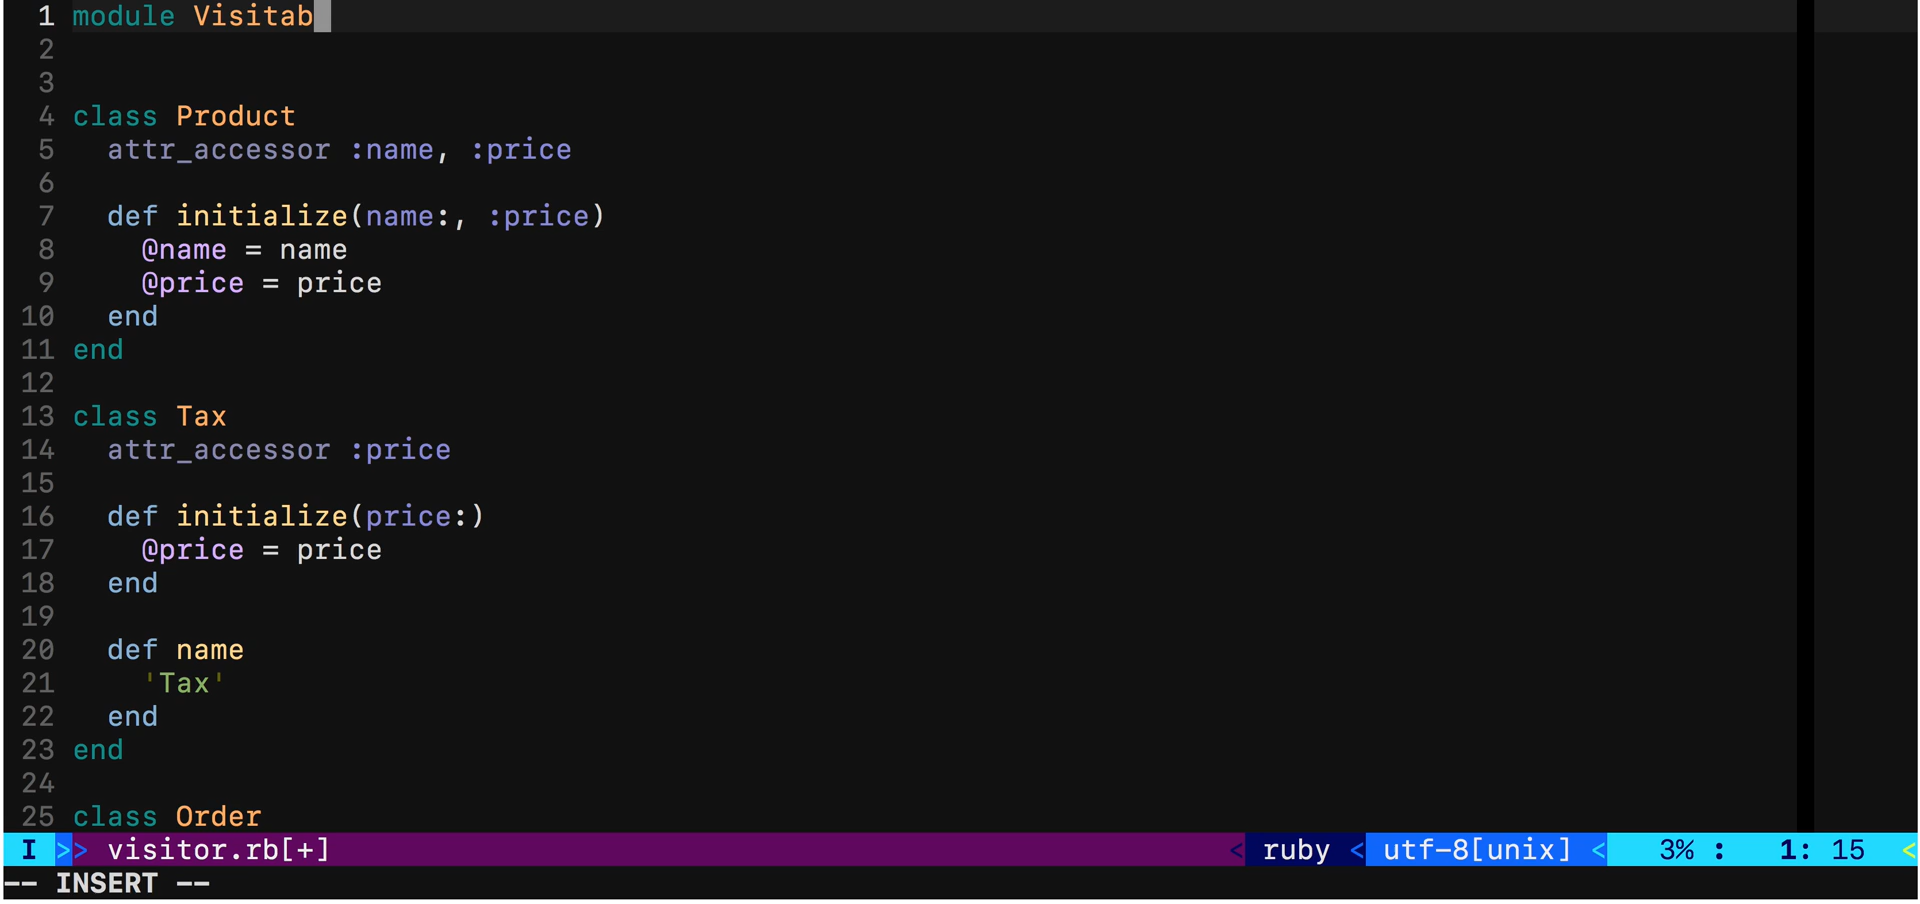 1 module Visitab
2
3
4 class Product
5   attr_accessor :name, :price
6
7   def initialize(name:, :price)
8     @name = name
9     @price = price
10   end
11 end
12
13 class Tax
14   attr_accessor :price
15
16   def initialize(price:)
17     @price = price
18   end
19
20   def name
21     'Tax'
22   end
23 end
24
25 class Order
I >> visitor.rb[+] < ruby < utf-8[unix] < 3% : 1: 15 <
-- INSERT --